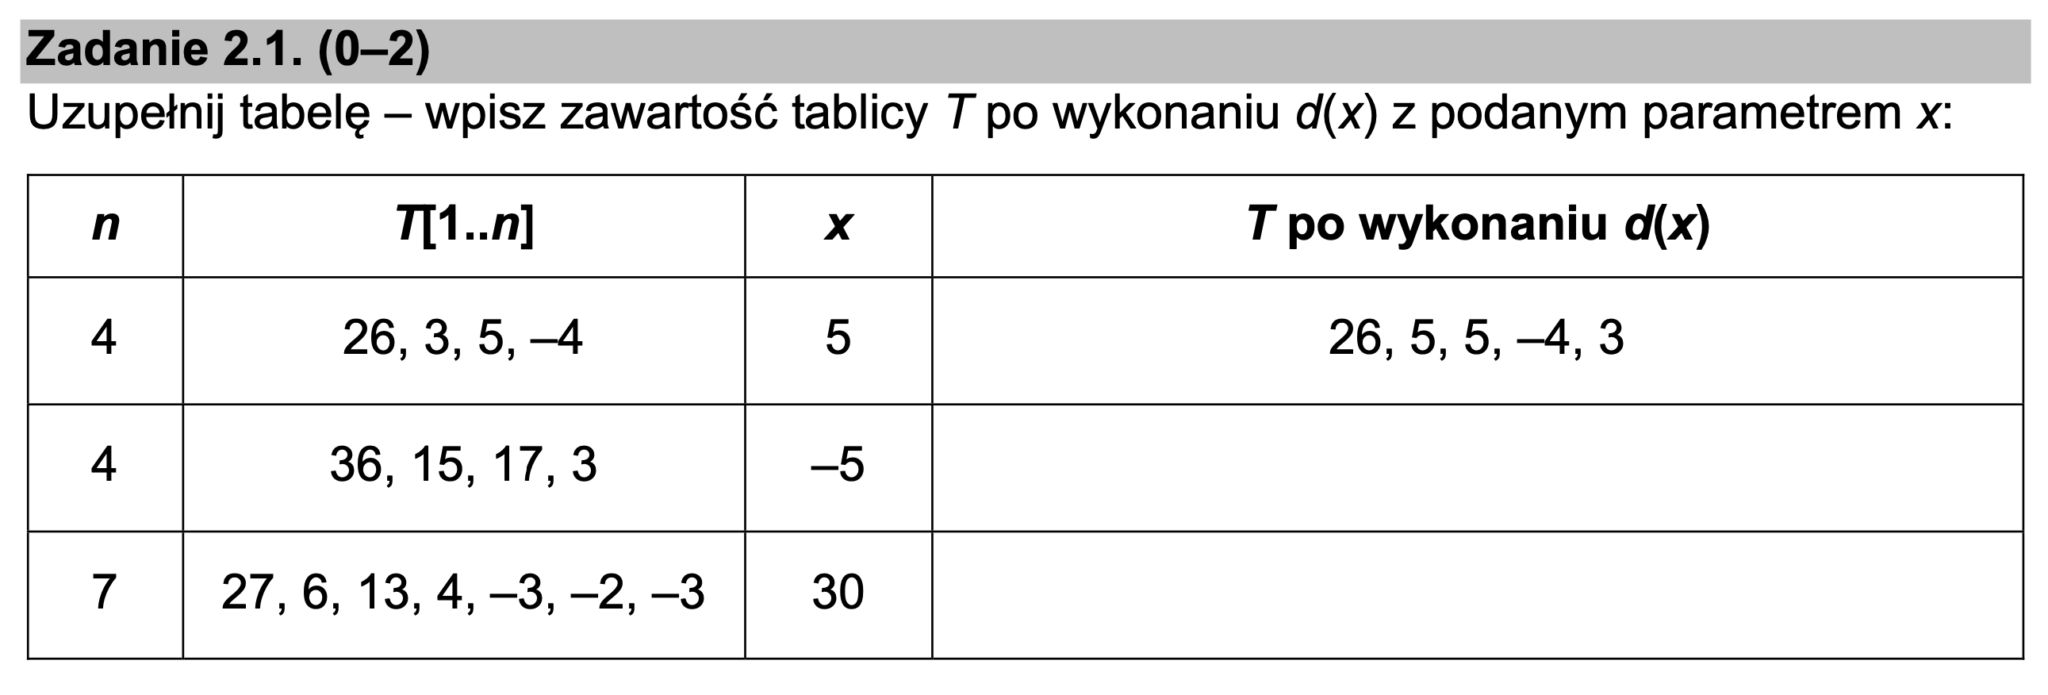 Zadanie 2.1. (0–2)
Uzupełnij tabelę – wpisz zawartość tablicy T po wykonaniu d(x) z podanym parametrem x:
n T[1..n] x T po wykonaniu d(x)
4 26, 3, 5, –4 5 26, 5, 5, –4, 3
4 36, 15, 17, 3 –5
7 27, 6, 13, 4, –3, –2, –3 30